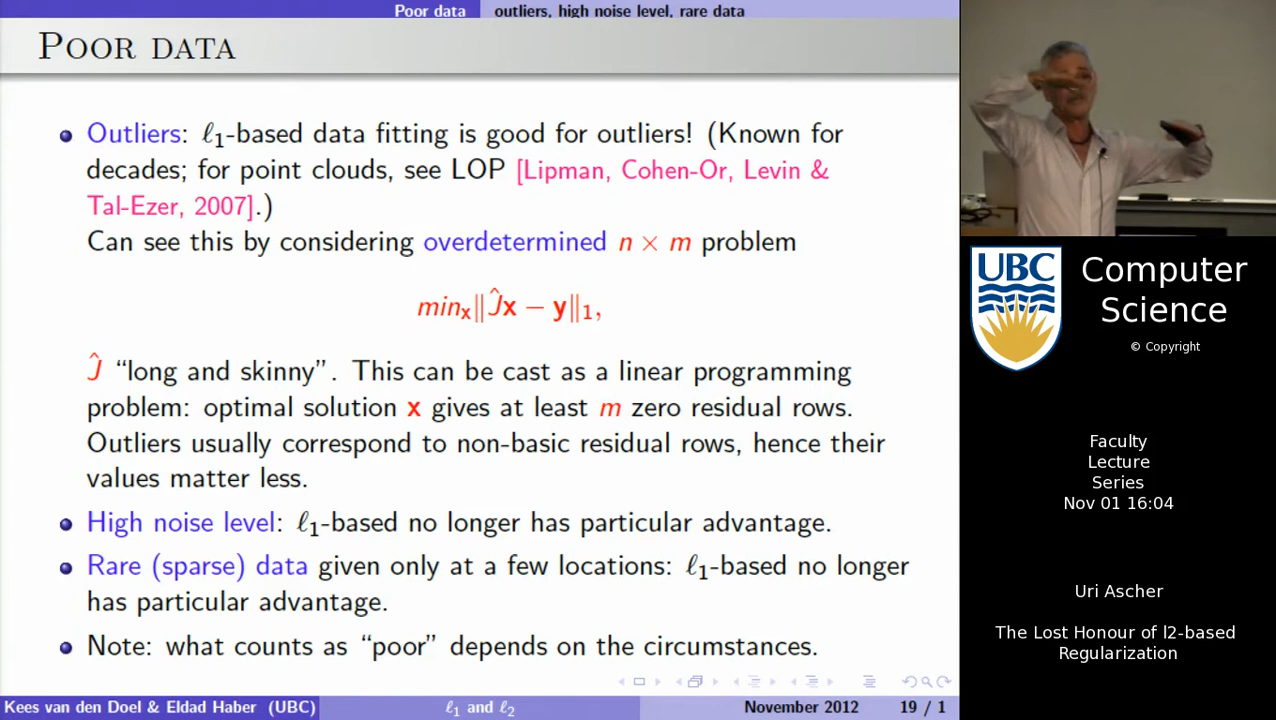 Poor data outliers, high noise level, rare data
POOR DATA
Outliers: ℓ1-based data fitting is good for outliers! (Known for
decades; for point clouds, see LOP [Lipman, Cohen-Or, Levin &
Tal-Ezer, 2007].)
Can see this by considering overdetermined n × m problem
minₓ‖Ĵx − y‖₁,
Ĵ “long and skinny”. This can be cast as a linear programming
problem: optimal solution x gives at least m zero residual rows.
Outliers usually correspond to non-basic residual rows, hence their
values matter less.
High noise level: ℓ1-based no longer has particular advantage.
Rare (sparse) data given only at a few locations: ℓ1-based no longer
has particular advantage.
Note: what counts as “poor” depends on the circumstances.
Kees van den Doel & Eldad Haber (UBC) ℓ1 and ℓ2 November 2012 19 / 1
UBC
Computer
Science
© Copyright
Faculty
Lecture
Series
Nov 01 16:04
Uri Ascher
The Lost Honour of l2-based
Regularization